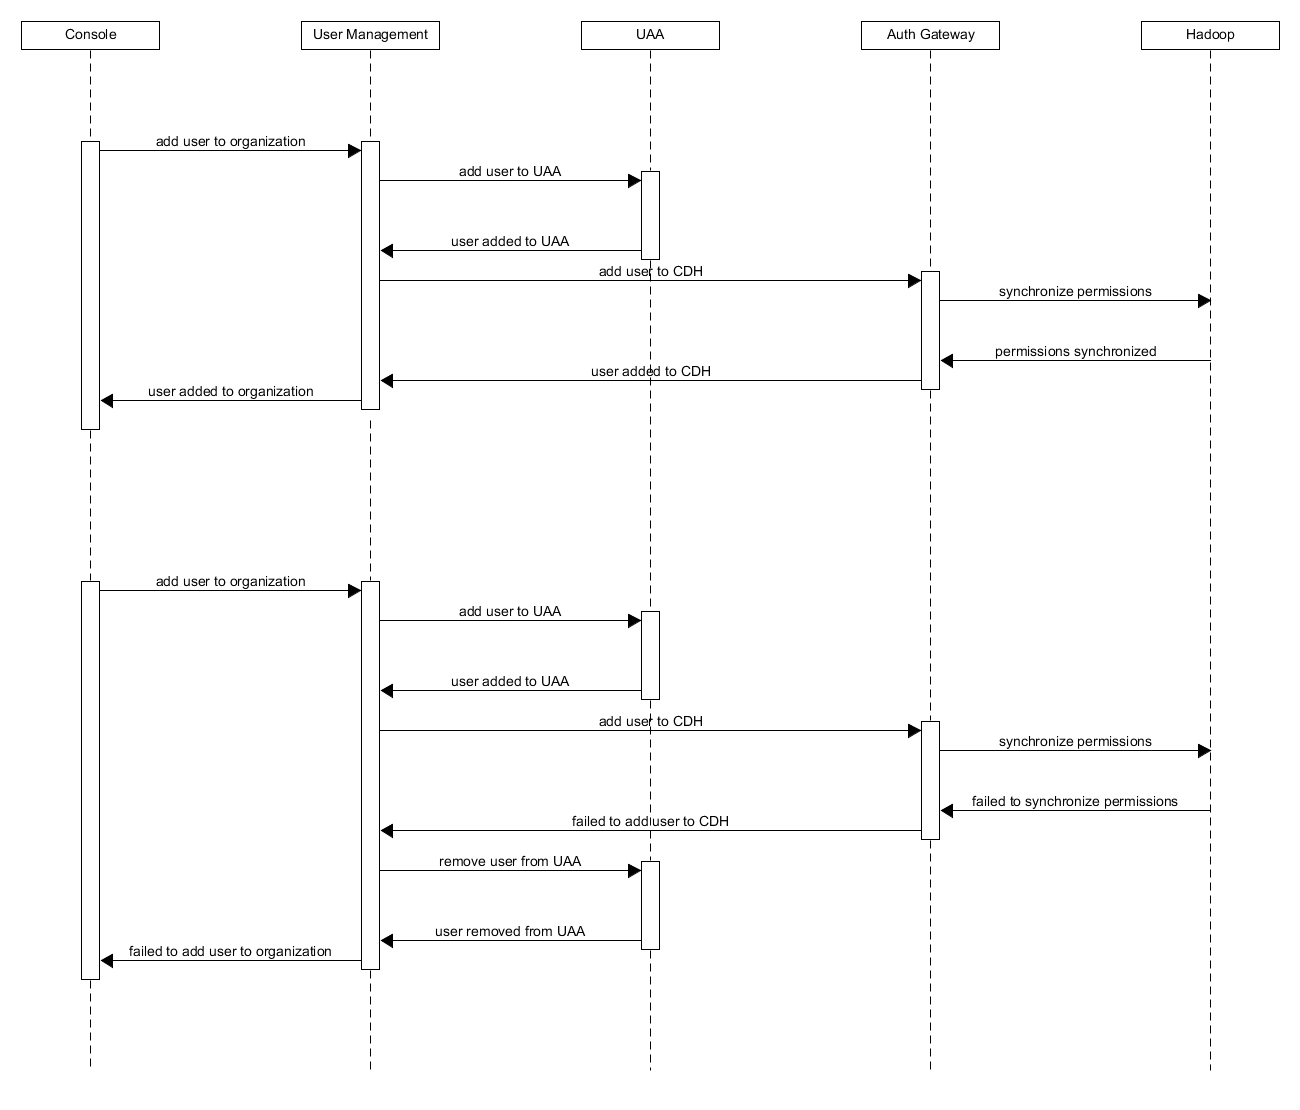 Console
User Management
UAA
Auth Gateway
Hadoop
add user to organization
add user to UAA
user added to UAA
add user to CDH
synchronize permissions
permissions synchronized
user added to CDH
user added to organization
add user to organization
add user to UAA
user added to UAA
add user to CDH
synchronize permissions
failed to synchronize permissions
failed to add user to CDH
remove user from UAA
user removed from UAA
failed to add user to organization